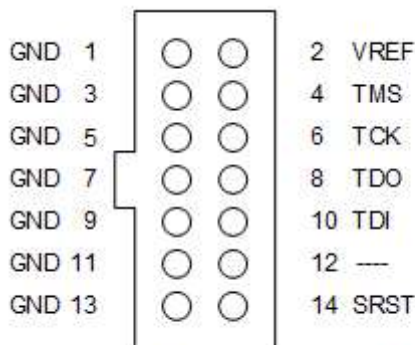 GND 1 2 VREF
GND 3 4 TMS
GND 5 6 TCK
GND 7 8 TDO
GND 9 10 TDI
GND 11 12 ----
GND 13 14 SRST